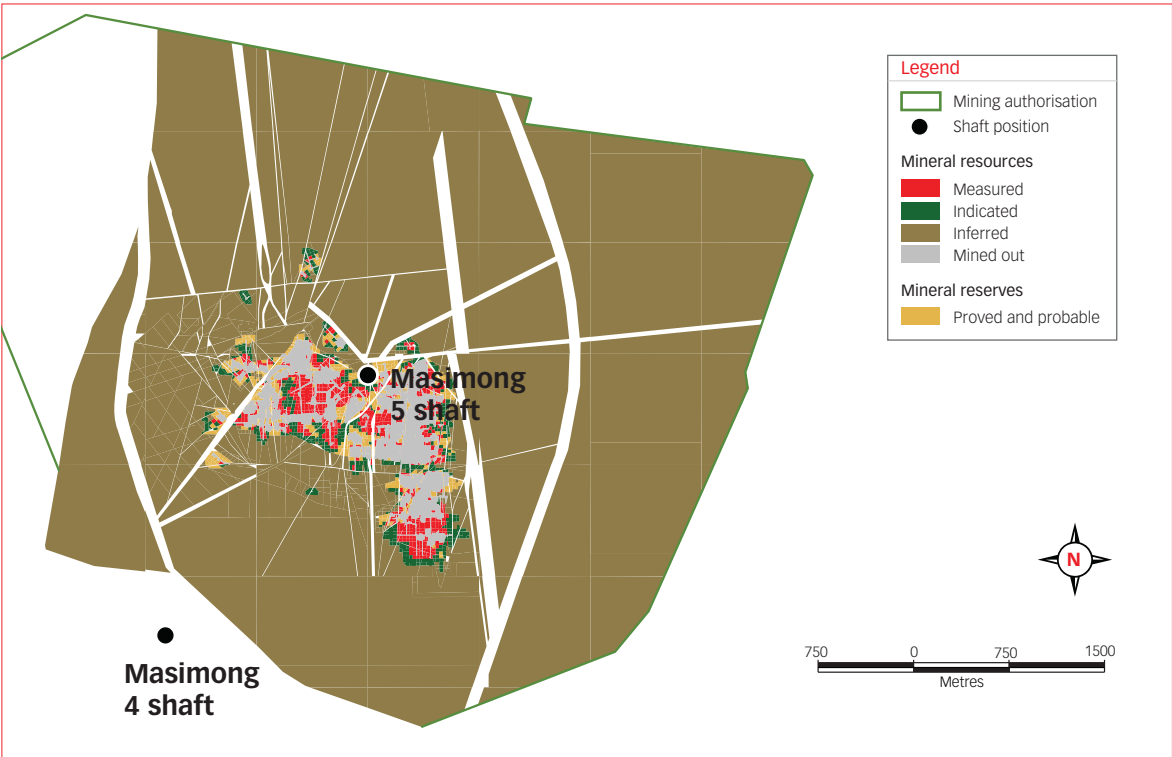 Legend
Mining authorisation
Shaft position
Mineral resources
Measured
Indicated
Inferred
Mined out
Mineral reserves
Proved and probable
Masimong
5 shaft
Masimong
4 shaft
N
750 0 750 1500
Metres